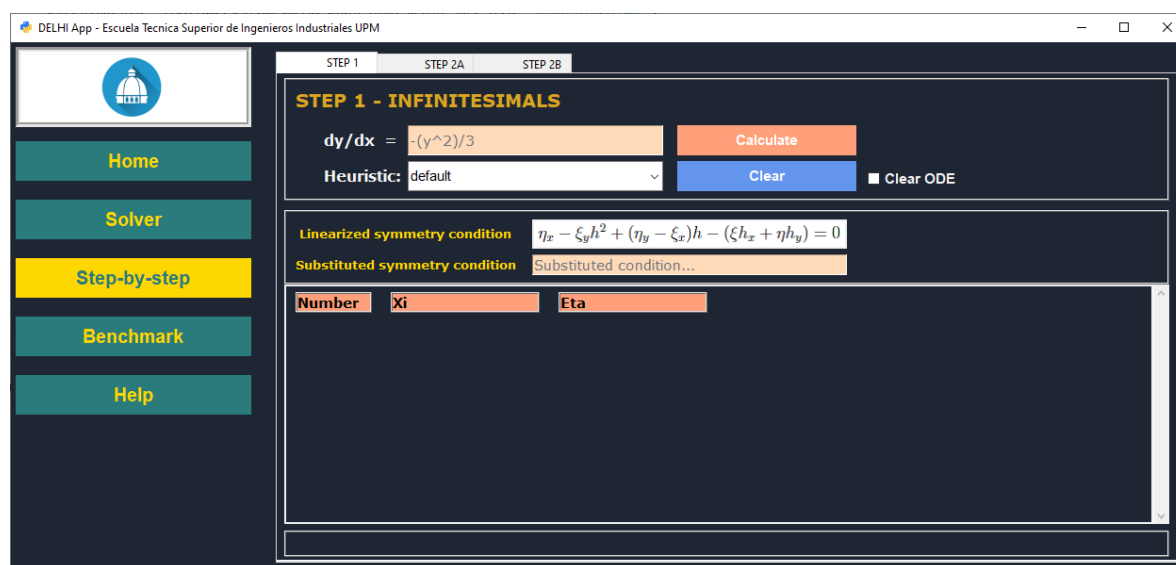 DELHI App - Escuela Tecnica Superior de Ingenieros Industriales UPM
STEP 1 STEP 2A STEP 2B
STEP 1 - INFINITESIMALS
dy/dx = -(y^2)/3 Calculate
Home
Heuristic: default Clear Clear ODE
Solver
Linearized symmetry condition η_x − ξ_y h² + (η_y − ξ_x)h − (ξh_x + ηh_y) = 0
Substituted symmetry condition Substituted condition...
Step-by-step
Number Xi Eta
Benchmark
Help